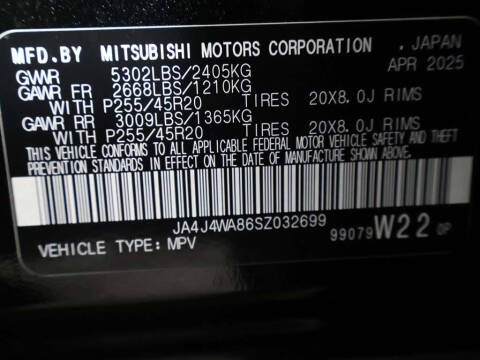 MFD.BY MITSUBISHI MOTORS CORPORATION , JAPAN
GVWR 5302LBS/2405KG APR 2025
GAWR FR 2668LBS/1210KG
WITH P255/45R20 TIRES 20X8.0J RIMS
GAWR RR 3009LBS/1365KG
WITH P255/45R20 TIRES 20X8.0J RIMS
THIS VEHICLE CONFORMS TO ALL APPLICABLE FEDERAL MOTOR VEHICLE SAFETY AND THEFT
PREVENTION STANDARDS IN EFFECT ON THE DATE OF MANUFACTURE SHOWN ABOVE.
JA4J4WA86SZ032699
VEHICLE TYPE: MPV 99079 W22 0P